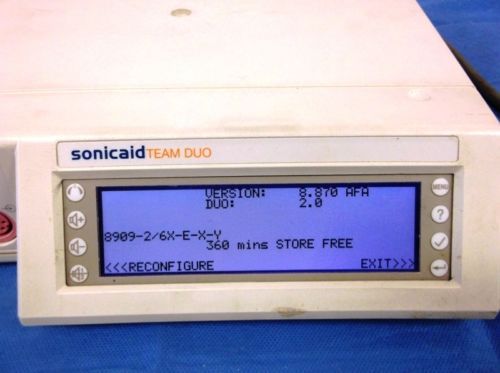 sonicaid TEAM DUO
VERSION: 8.870 AFA
DUO: 2.0
8909-2/6X-E-X-Y
360 mins STORE FREE
<<<RECONFIGURE EXIT>>>
MENU
?